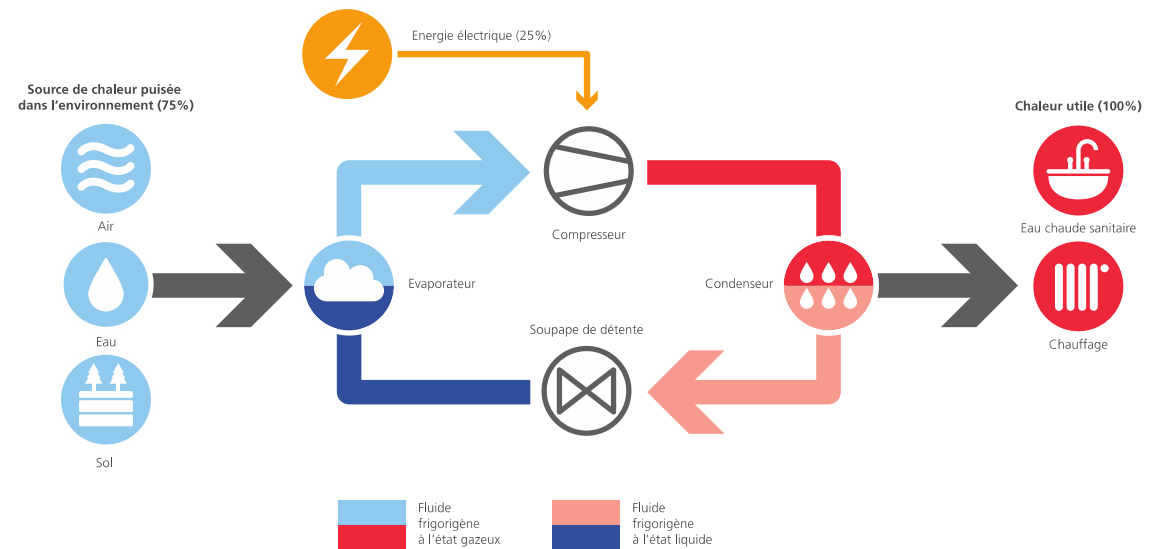 Energie électrique (25%)
Source de chaleur puisée
dans l’environnement (75%)
Chaleur utile (100%)
Air
Compresseur
Eau chaude sanitaire
Evaporateur
Condenseur
Eau
Soupape de détente
Chauffage
Sol
Fluide
frigorigène
à l’état gazeux
Fluide
frigorigène
à l’état liquide